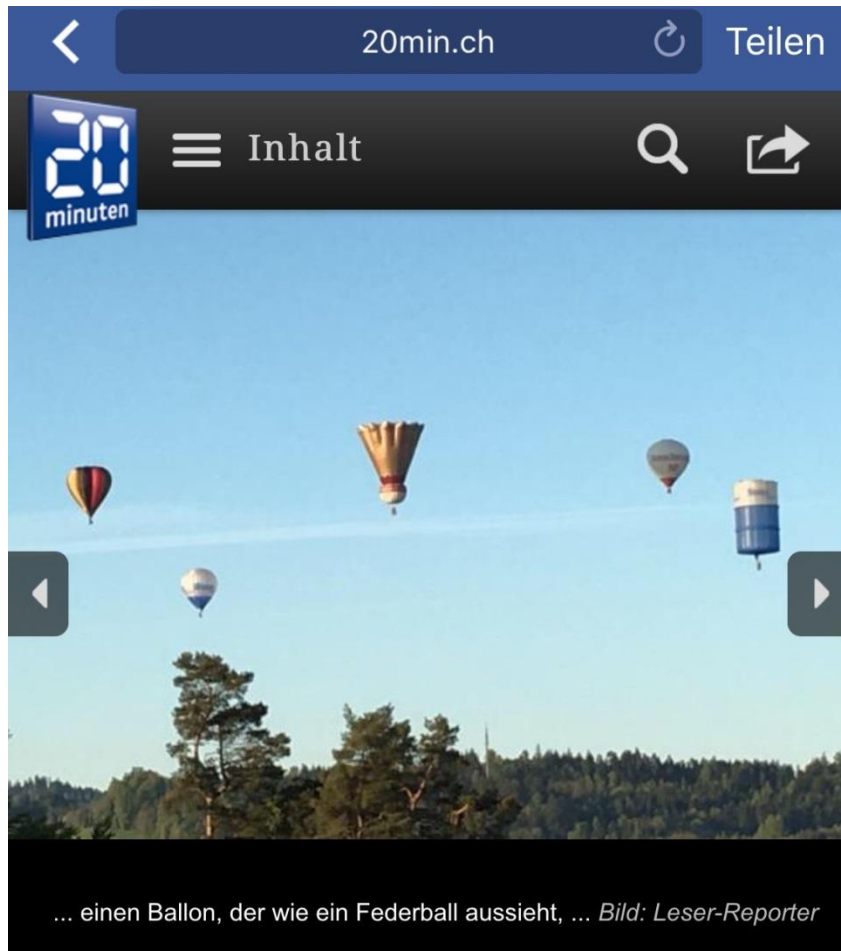 20min.ch
Teilen
20
minuten
Inhalt
... einen Ballon, der wie ein Federball aussieht, ... Bild: Leser-Reporter